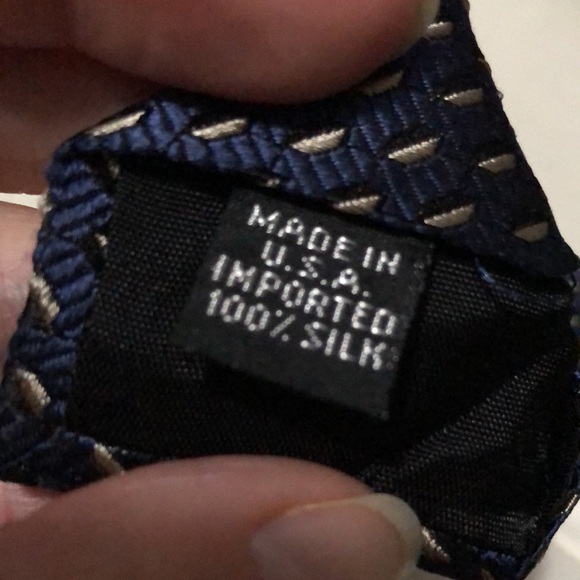 MADE IN
U.S.A.
IMPORTED
100% SILK